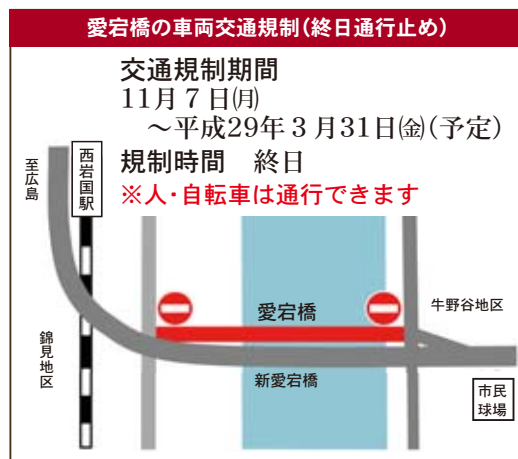 愛宕橋の車両交通規制(終日通行止め)
交通規制期間
11月7日㈪
~平成29年3月31日㈮(予定)
規制時間 終日
※人・自転車は通行できます
至広島
西岩国駅
愛宕橋
牛野谷地区
錦見地区
新愛宕橋
市民
球場